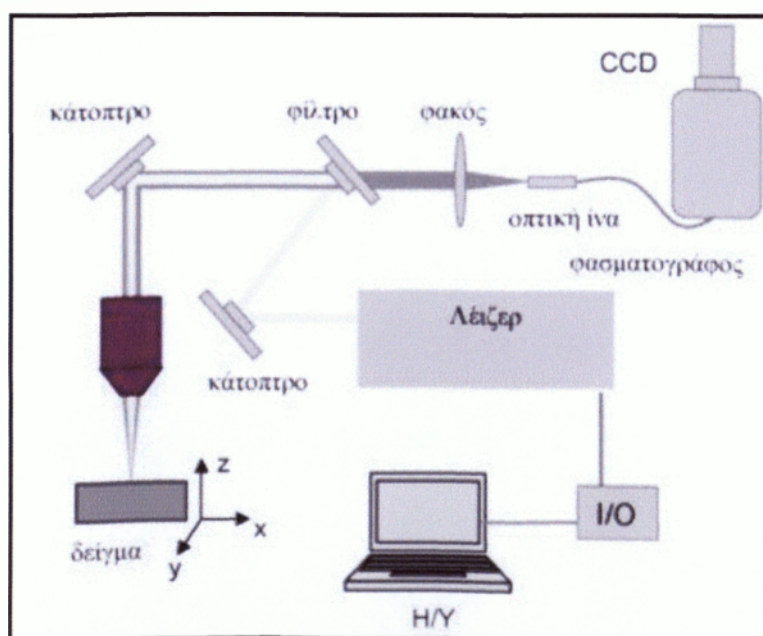 CCD
κάτοπτρο
φίλτρο
φακός
οπτική ίνα
φασματογράφος
Λέιζερ
κάτοπτρο
z
x
y
δείγμα
I/O
Η/Υ